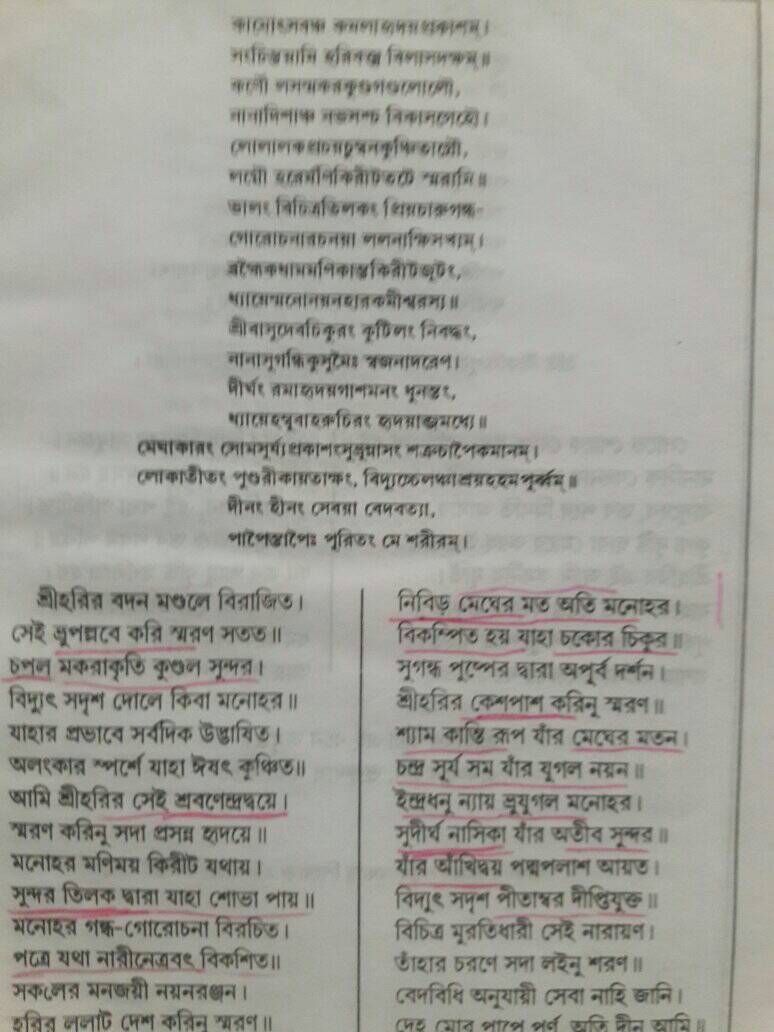 কামোৎসবঞ্চ কমলাহৃদয়প্রকাশম্।
সংচিন্তয়ামি হরিবক্ত্র বিলাসদক্ষম্॥
কর্ণৌ লসন্মকরকুণ্ডলগণ্ডলোলৌ,
নানাদিশাঞ্চ নভসশ্চ বিকাসগেহৌ।
লোলালকপ্রচয়চুম্বনকুঞ্চিতাগ্রৌ,
লগ্নৌ হরের্মণিকিরীটতটে স্মরামি॥
ভালং বিচিত্রতিলকং প্রিয়চারুগন্ধ-
গোরোচনারচনয়া ললনাক্ষিসখ্যম্।
ব্রহ্মৈকধামমণিকান্তকিরীটজুষ্টং,
ধ্যায়েন্মনোনয়নহারকমীশ্বরস্য॥
শ্রীবাসুদেবচিকুরং কুটিলং নিবদ্ধং,
নানাসুগন্ধিকুসুমৈঃ স্বজনাদরেণ।
দীর্ঘং রমাহৃদয়গাশমনং ধুনন্তং,
ধ্যায়েহম্বুবাহরুচিরং হৃদয়াব্জমধ্যে॥
মেঘাকারং সোমসূর্য্যপ্রকাশংসুভ্রূন্নাসং শক্রচাপৈকমানম্।
লোকাতীতং পুণ্ডরীকায়তাক্ষং, বিদ্যুচ্চেলঞ্চাশ্রয়েহহমপূর্ব্বম্॥
দীনং হীনং সেবয়া বেদবত্যা,
পাপৈস্তাপৈঃ পূরিতং মে শরীরম্।
শ্রীহরির বদন মণ্ডলে বিরাজিত।
সেই ভ্রূপল্লবে করি স্মরণ সতত॥
চপল মকরাকৃতি কুণ্ডল সুন্দর।
বিদ্যুৎ সদৃশ দোলে কিবা মনোহর॥
যাহার প্রভাবে সর্বদিক উদ্ভাষিত।
অলংকার স্পর্শে যাহা ঈষৎ কুঞ্চিত॥
আমি শ্রীহরির সেই শ্রবণেন্দ্রদ্বয়ে।
স্মরণ করিনু সদা প্রসন্ন হৃদয়ে॥
মনোহর মণিময় কিরীট যথায়।
সুন্দর তিলক দ্বারা যাহা শোভা পায়॥
মনোহর গন্ধ-গোরোচনা বিরচিত।
পত্রে যথা নারীনেত্রবৎ বিকশিত॥
সকলের মনজয়ী নয়নরঞ্জন।
হরির ললাট দেশ করিনু স্মরণ॥
নিবিড় মেঘের মত অতি মনোহর।
বিকম্পিত হয় যাহা চকোর চিকুর॥
সুগন্ধ পুষ্পের দ্বারা অপূর্ব দর্শন।
শ্রীহরির কেশপাশ করিনু স্মরণ॥
শ্যাম কান্তি রূপ যাঁর মেঘের মতন।
চন্দ্র সূর্য সম যাঁর যুগল নয়ন॥
ইন্দ্রধনু ন্যায় ভ্রূযুগল মনোহর।
সুদীর্ঘ নাসিকা যাঁর অতীব সুন্দর॥
যাঁর আঁখিদ্বয় পদ্মপলাশ আয়ত।
বিদ্যুৎ সদৃশ পীতাম্বর দীপ্তিযুক্ত॥
বিচিত্র মূরতিধারী সেই নারায়ণ।
তাঁহার চরণে সদা লইনু শরণ॥
বেদবিধি অনুযায়ী সেবা নাহি জানি।
দেহ মোর পাপে পূর্ণ অতি দীন আমি॥